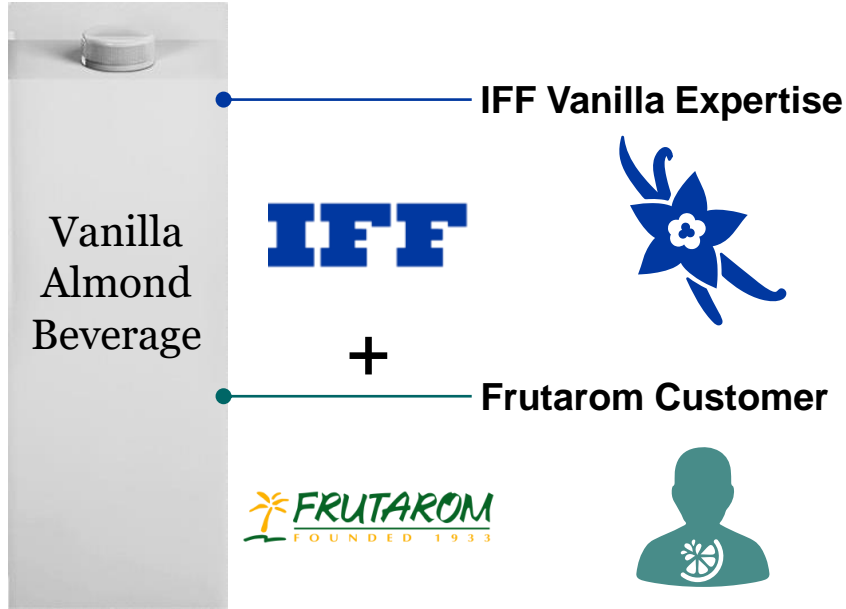 Vanilla
Almond
Beverage
IFF Vanilla Expertise
IFF
+
Frutarom Customer
FRUTAROM
FOUNDED 1933